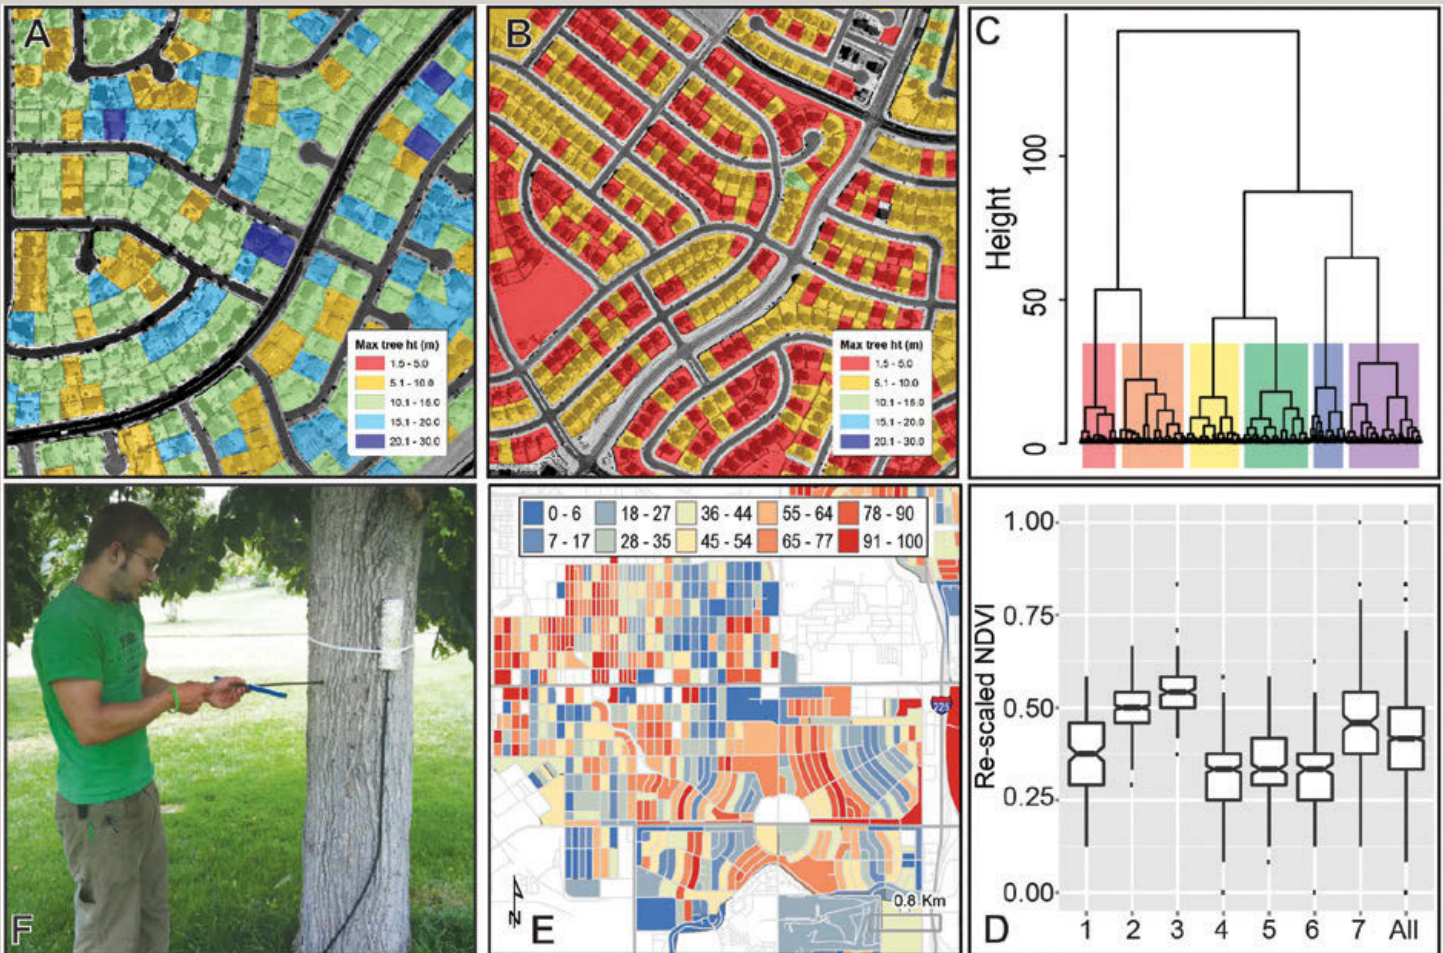 A
Max tree ht (m)
1.5 - 5.0
5.1 - 10.0
10.1 - 15.0
15.1 - 20.0
20.1 - 30.0
B
Max tree ht (m)
1.5 - 5.0
5.1 - 10.0
10.1 - 15.0
15.1 - 20.0
20.1 - 30.0
C
Height
100
50
0
F
0 - 6
18 - 27
36 - 44
55 - 64
78 - 90
7 - 17
28 - 35
45 - 54
65 - 77
91 - 100
225
0.8 Km
N
E
Re-scaled NDVI
1.00
0.75
0.50
0.25
0.00
D
1 2 3 4 5 6 7 All